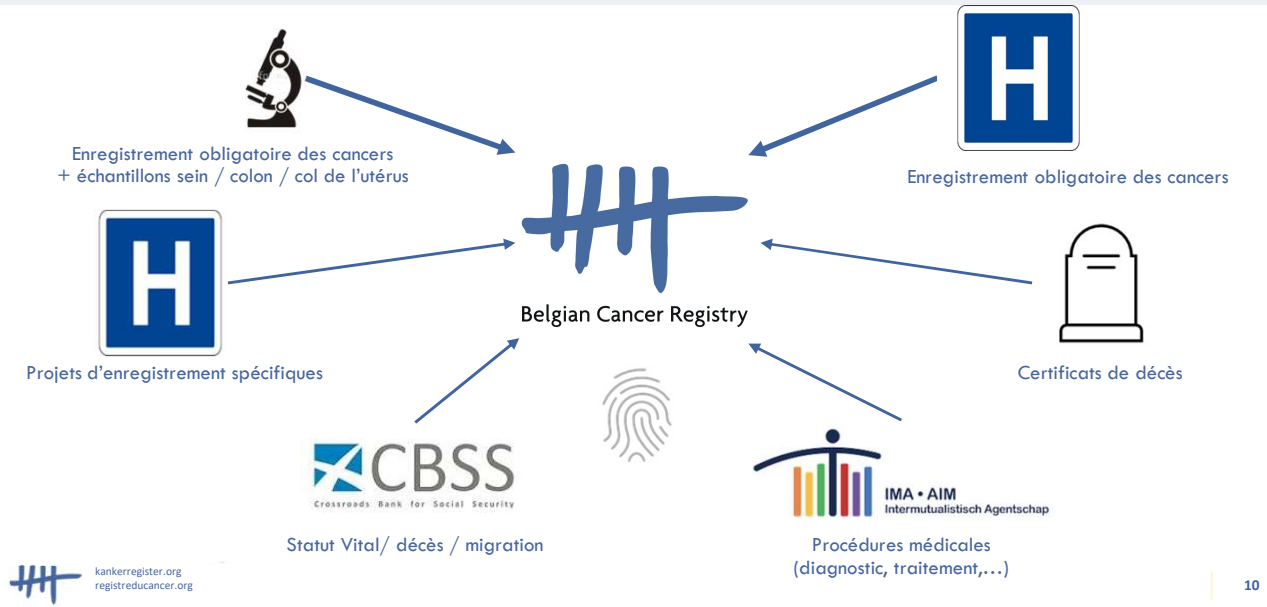 H
Enregistrement obligatoire des cancers
+ échantillons sein / colon / col de l'utérus
H
Enregistrement obligatoire des cancers
Belgian Cancer Registry
H
Projets d'enregistrement spécifiques
Certificats de décès
CBSS
Crossroads Bank for Social Security
Statut Vital/ décès / migration
IMA • AIM
Intermutualistisch Agentschap
Procédures médicales
(diagnostic, traitement,...)
kankerregister.org
registreducancer.org
10